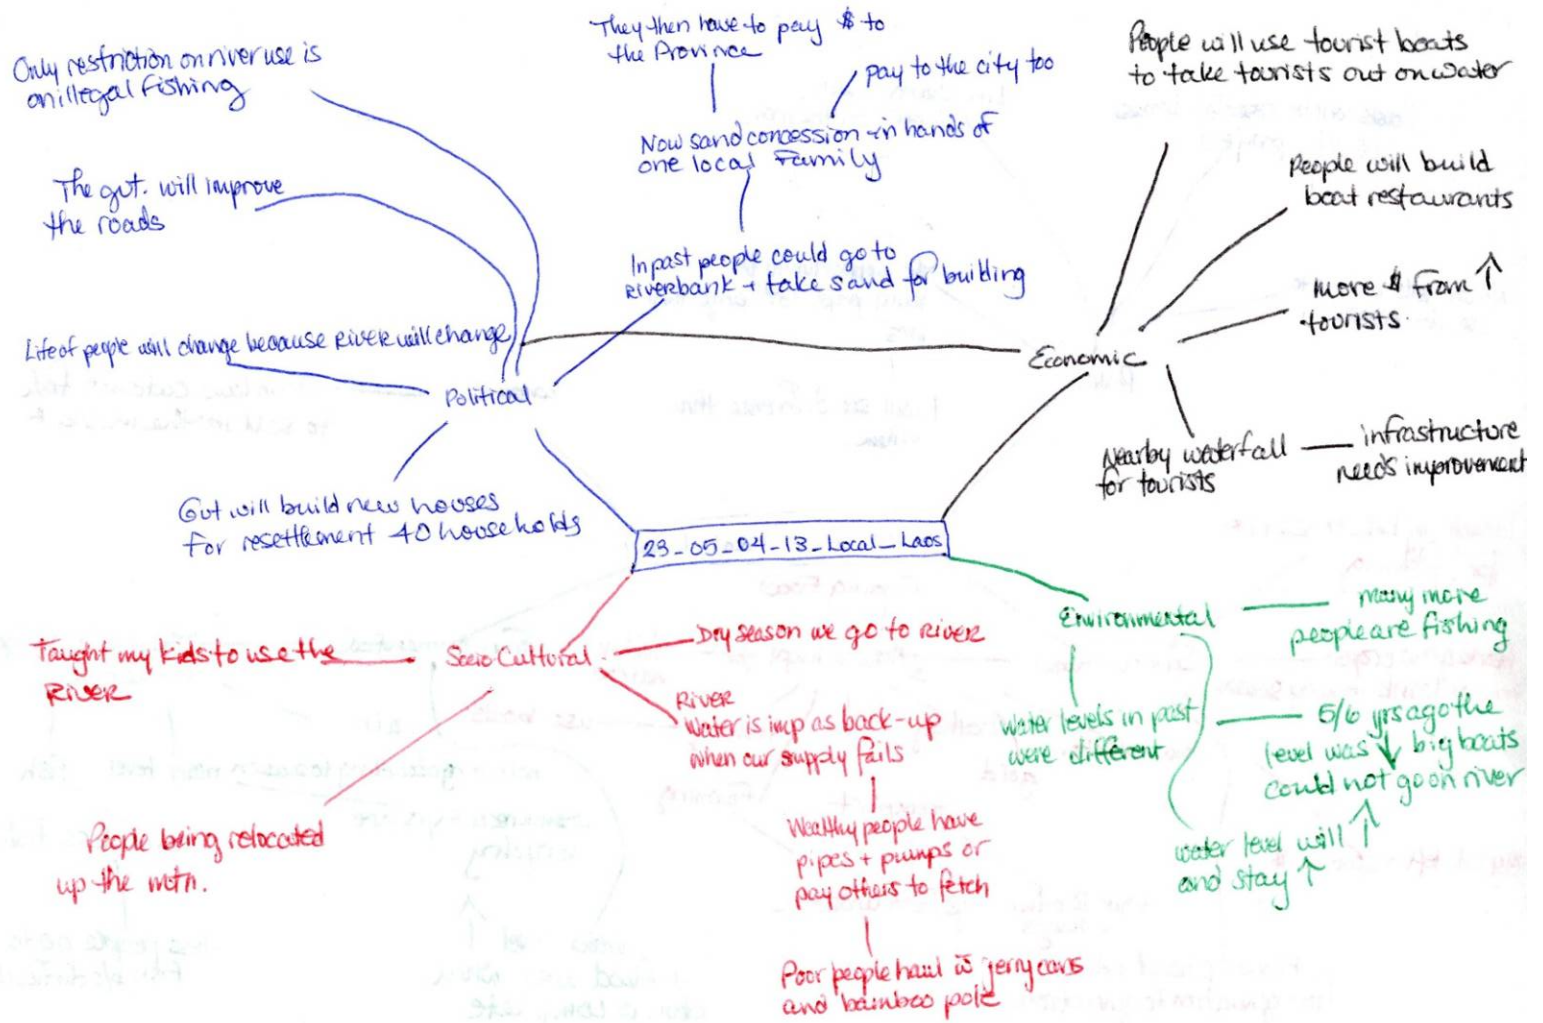 Only restriction on river use is
on illegal fishing
The gvt. will improve
the roads
Life of people will change because River will change
Political
Gvt will build new houses
for resettlement 40 households
They then have to pay $ to
the Province
pay to the city too
Now sand concession in hands of
one local family
In past people could go to
Riverbank + take sand for building
People will use tourist boats
to take tourists out on water
People will build
boat restaurants
more $ from ↑
tourists.
Economic
Nearby waterfall
for tourists
infrastructure
needs improvement
23_05_04_13_Local_Laos
Taught my kids to use the
River
Socio Cultural
Dry season we go to River
River
Water is imp as back-up
when our supply fails
Wealthy people have
pipes + pumps or
pay others to fetch
Poor people haul w jerry cans
and bamboo pole
People being relocated
up the mtn.
Environmental
many more
people are fishing
Water levels in past
were different
5/6 yrs ago the
level was ↓ big boats
could not go on river
water level will ↑
and stay ↑